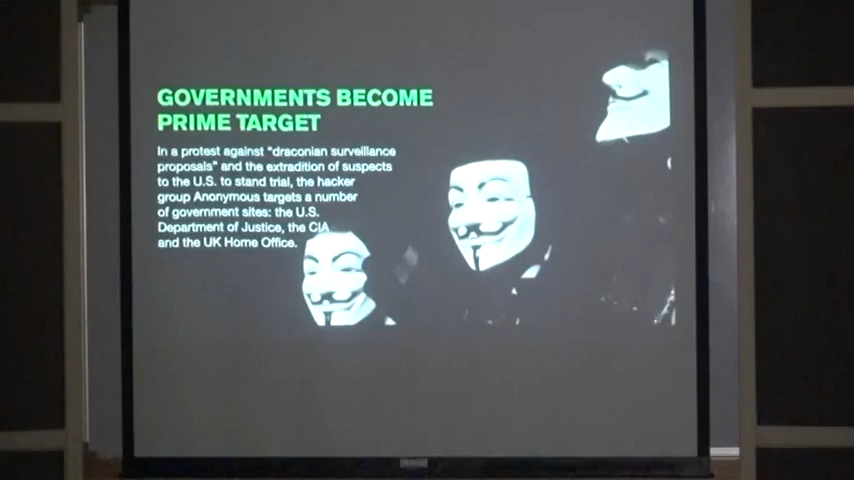 GOVERNMENTS BECOME
PRIME TARGET
In a protest against "draconian surveillance
proposals" and the extradition of suspects
to the U.S. to stand trial, the hacker
group Anonymous targets a number
of government sites: the U.S.
Department of Justice, the CIA
and the UK Home Office.